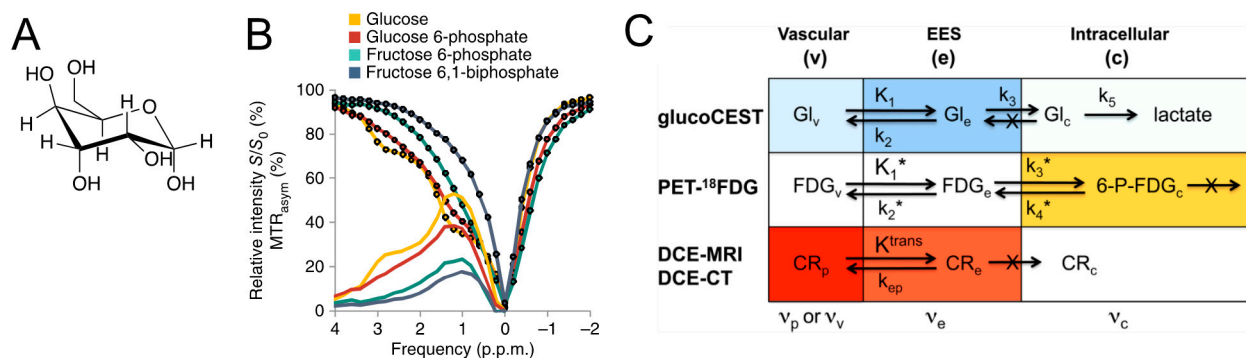 A
OH
HO
O
H
H
HO
H
H
OH
OH
OH
B
Glucose
Glucose 6-phosphate
Fructose 6-phosphate
Fructose 6,1-biphosphate
Relative intensity S/S0 (%)
MTRasym (%)
100
80
60
40
20
0
4 3 2 1 0 −1 −2
Frequency (p.p.m.)
C
Vascular (v) EES (e) Intracellular (c)
glucoCEST Glv K1 k2 Gle k3 X Glc k5 lactate
PET-18FDG FDGv K1* k2* FDGe k3* k4* 6-P-FDGc X
DCE-MRI
DCE-CT
CRp Ktrans kep CRe X CRc
νp or νv νe νc